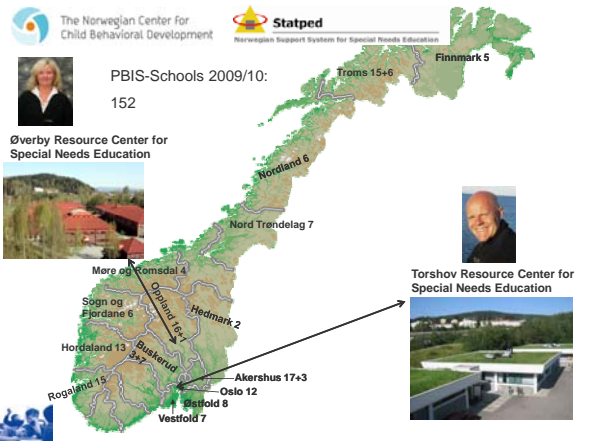 The Norwegian Center for
Child Behavioral Development
Statped
Norwegian Support System for Special Needs Education
PBIS-Schools 2009/10:
152
Øverby Resource Center for
Special Needs Education
Finnmark 5
Troms 15+6
Nordland 6
Nord Trøndelag 7
Torshov Resource Center for
Special Needs Education
Møre og Romsdal 4
Oppland 16+1
Sogn og
Fjordane 6
Hedmark 2
Hordaland 13
Buskerud
3+7
Rogaland 15
Akershus 17+3
Oslo 12
Østfold 8
Vestfold 7